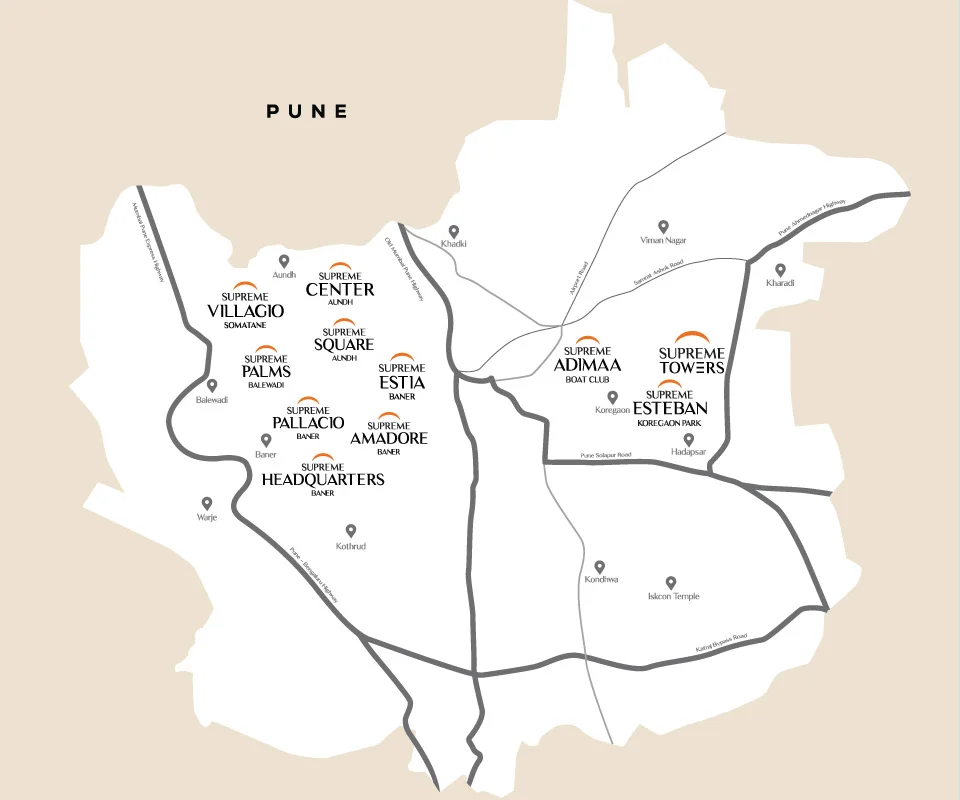 PUNE
Mumbai Pune Express Highway
Old Mumbai Pune Highway
Khadki
Viman Nagar
Pune Ahmednagar Highway
Airport Road
Samrat Ashok Road
Kharadi
Aundh
SUPREME
CENTER
AUNDH
SUPREME
VILLAGIO
SOMATANE
SUPREME
SQUARE
AUNDH
SUPREME
PALMS
BALEWADI
SUPREME
ESTIA
BANER
SUPREME
ADIMAA
BOAT CLUB
SUPREME
TOWERS
Balewadi
Koregaon
SUPREME
ESTEBAN
KOREGAON PARK
SUPREME
PALLACIO
BANER
SUPREME
AMADORE
BANER
Baner
Hadapsar
Pune Solapur Road
SUPREME
HEADQUARTERS
BANER
Warje
Kothrud
Pune - Bengaluru Highway
Kondhwa
Iskcon Temple
Katraj Bypass Road